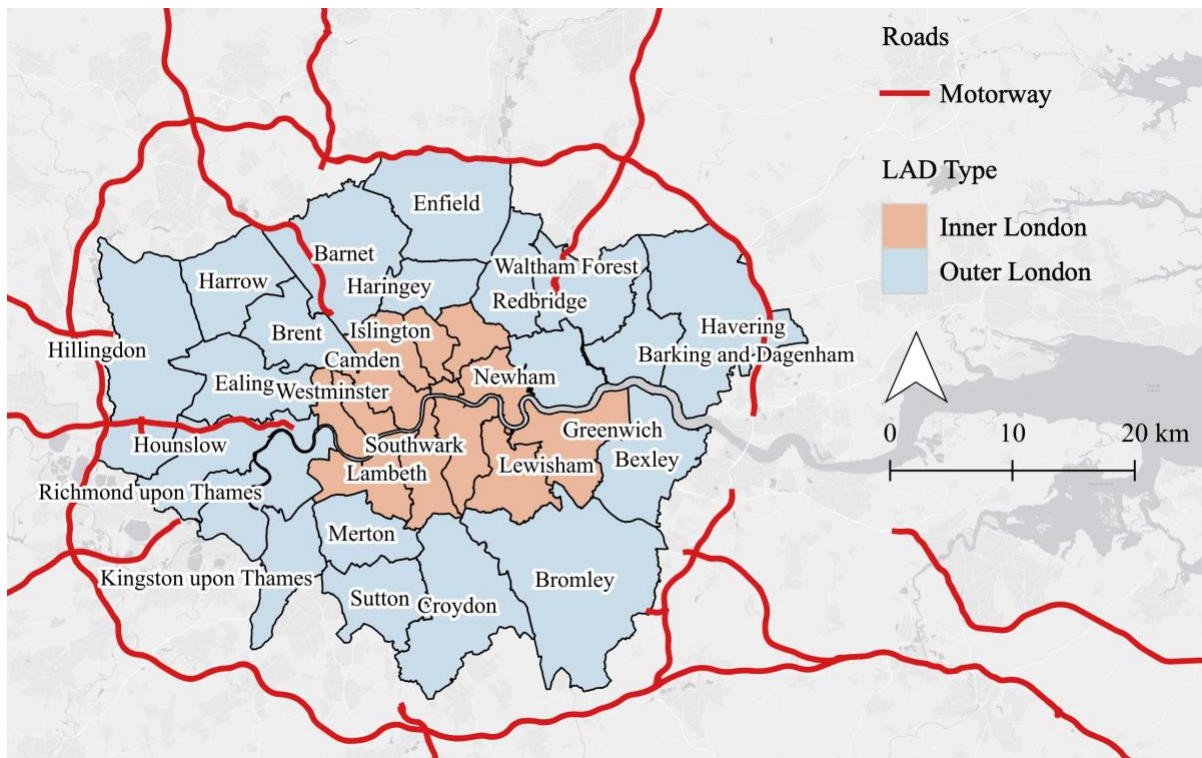 Roads
Motorway
LAD Type
Inner London
Outer London
0 10 20 km
Enfield
Barnet
Waltham Forest
Harrow
Haringey
Redbridge
Brent
Islington
Havering
Hillingdon
Camden
Barking and Dagenham
Ealing
Westminster
Newham
Hounslow
Southwark
Greenwich
Lambeth
Lewisham
Bexley
Richmond upon Thames
Merton
Kingston upon Thames
Bromley
Sutton
Croydon